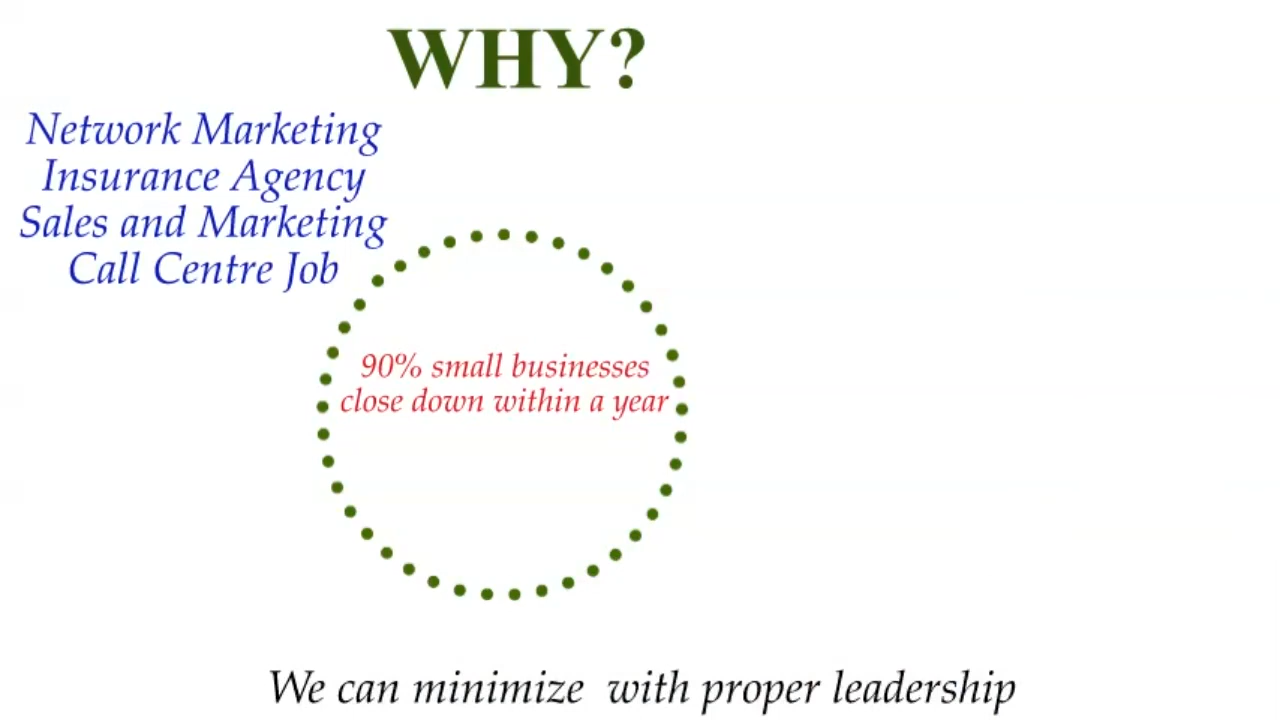 WHY?
Network Marketing
Insurance Agency
Sales and Marketing
Call Centre Job
90% small businesses
close down within a year
We can minimize  with proper leadership